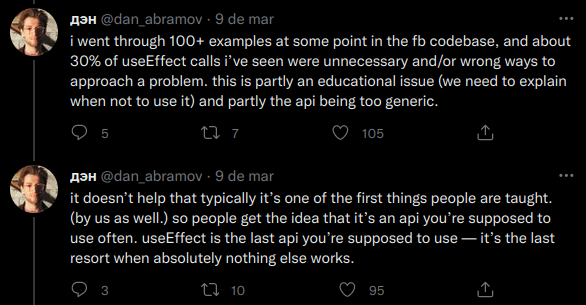 дэн @dan_abramov · 9 de mar
i went through 100+ examples at some point in the fb codebase, and about
30% of useEffect calls i've seen were unnecessary and/or wrong ways to
approach a problem. this is partly an educational issue (we need to explain
when not to use it) and partly the api being too generic.
5 7 105
дэн @dan_abramov · 9 de mar
it doesn't help that typically it's one of the first things people are taught.
(by us as well.) so people get the idea that it's an api you're supposed to
use often. useEffect is the last api you're supposed to use — it's the last
resort when absolutely nothing else works.
3 10 95